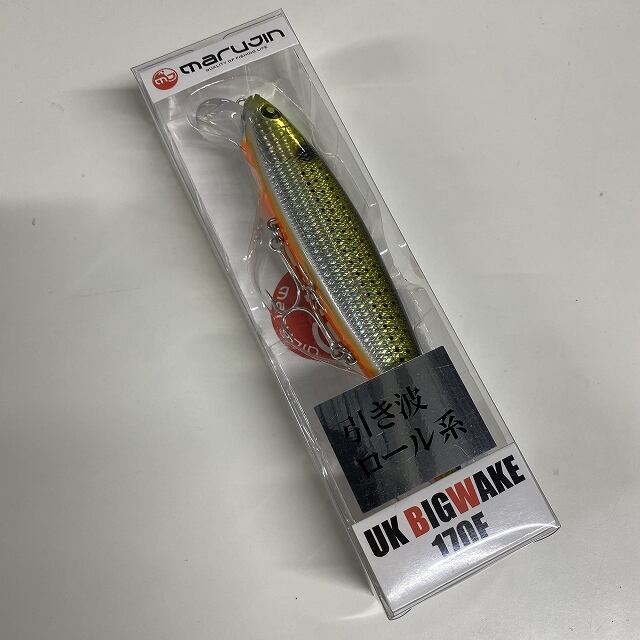 marujin
QUALITY OF FISHING LIFE
引き波
ロール系
UK BIGWAKE
170F